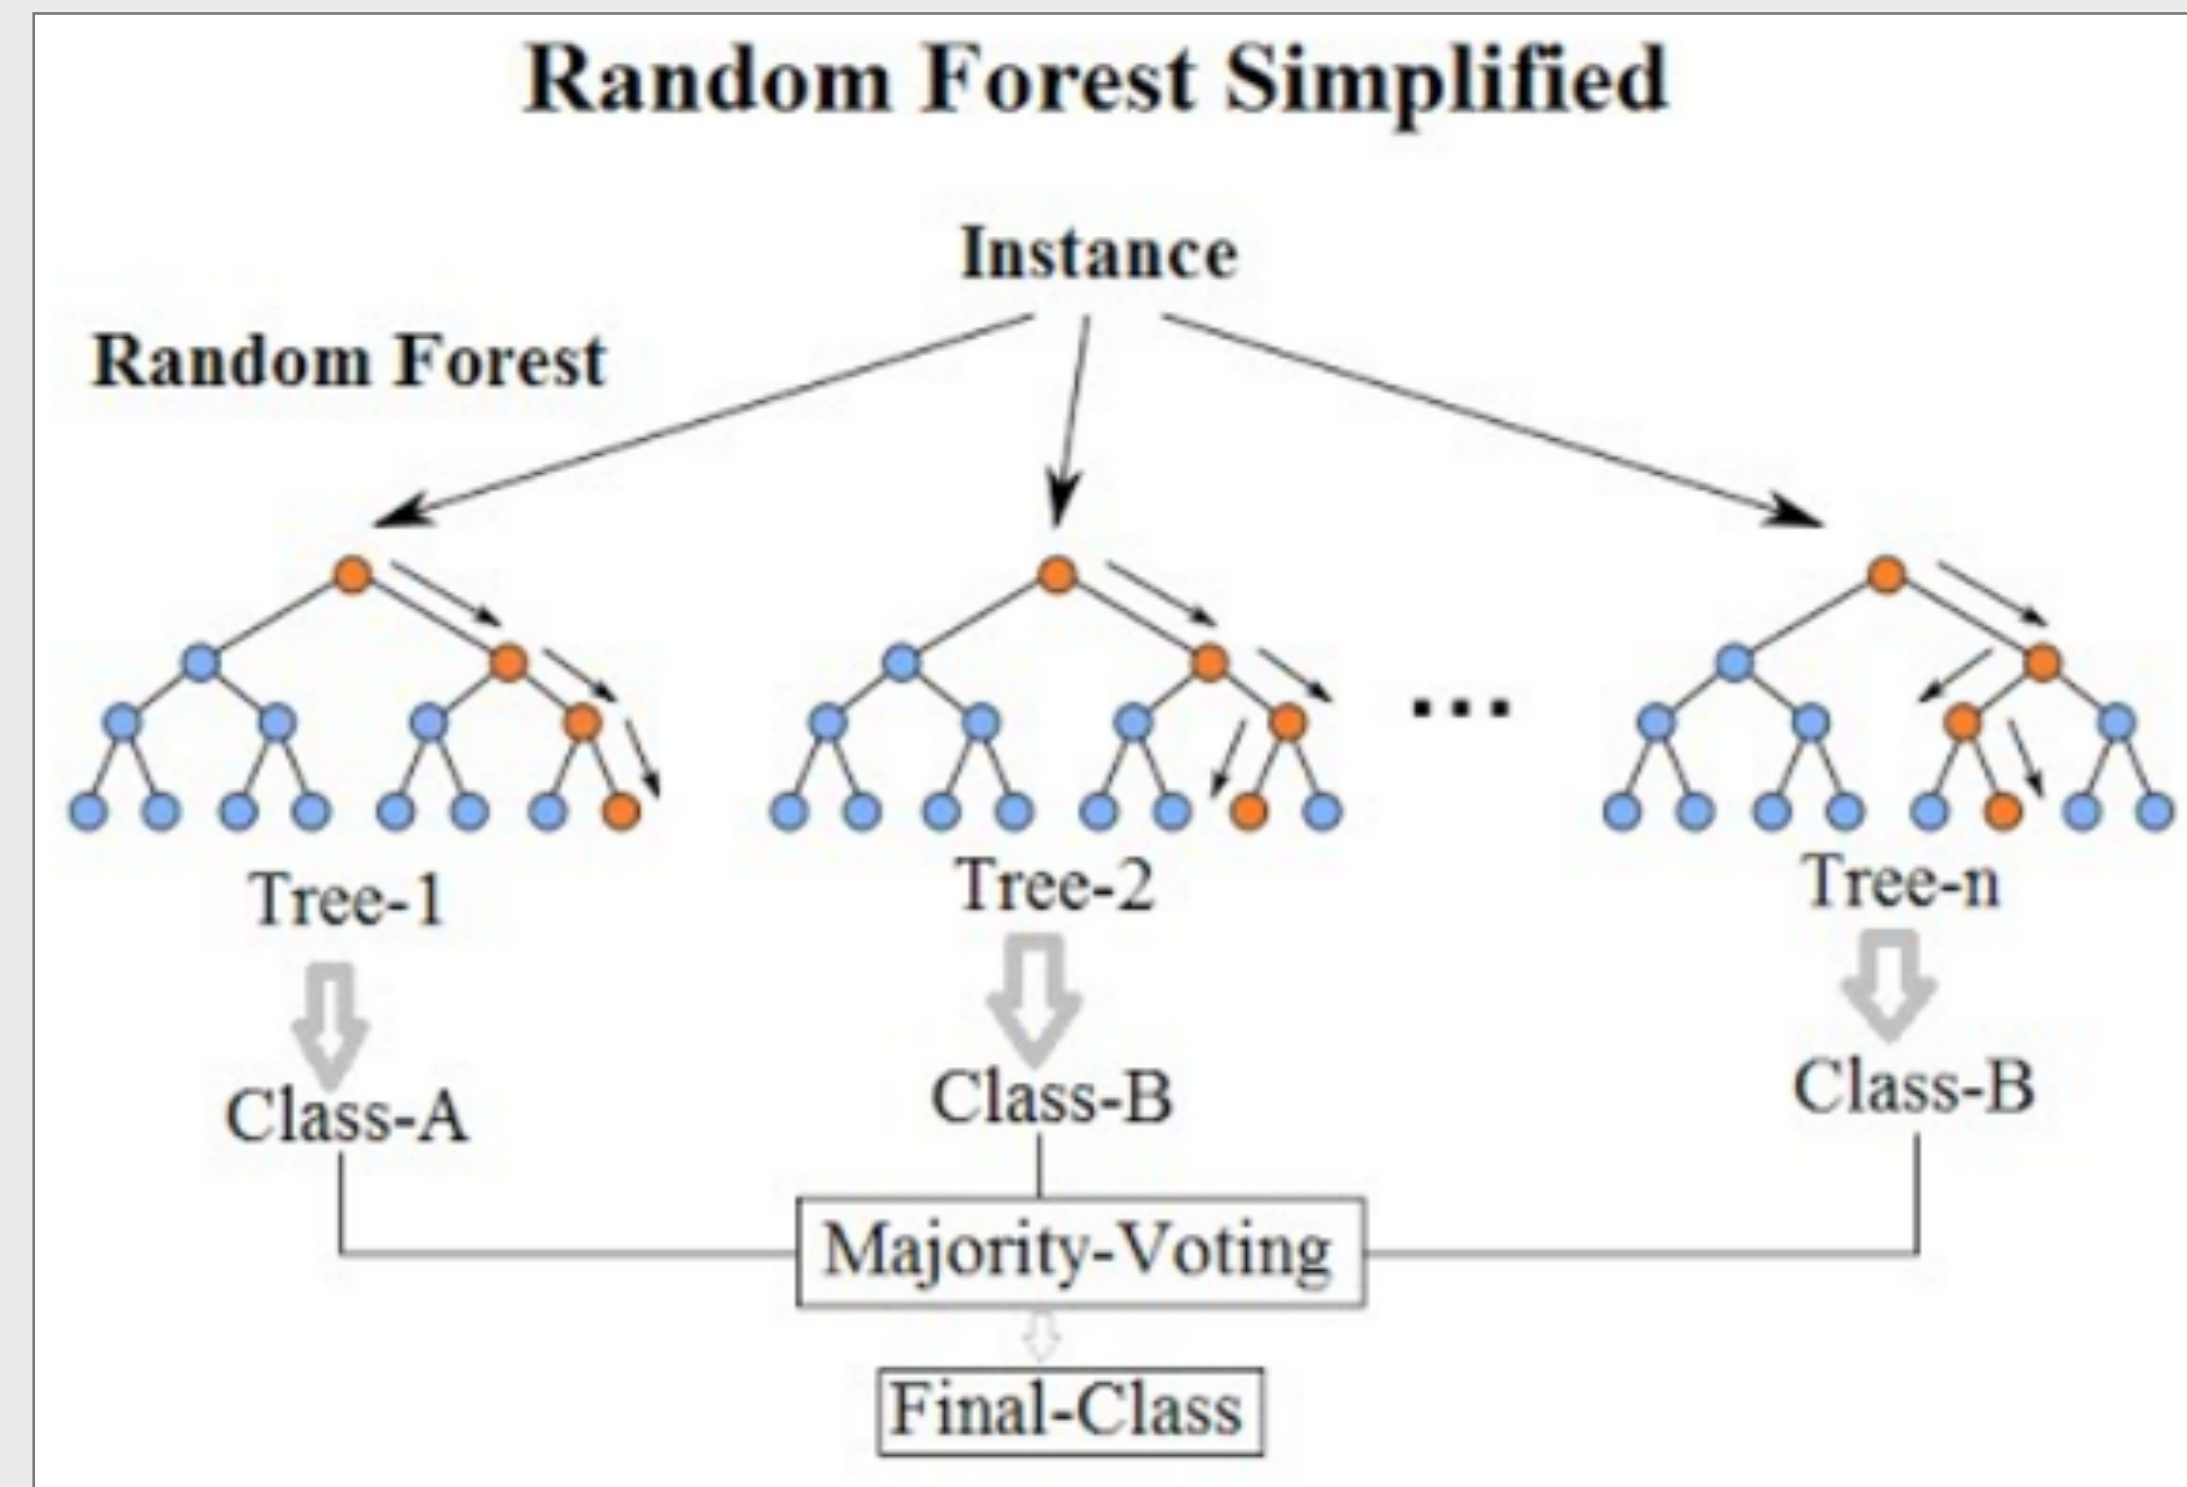 Random Forest Simplified
Instance
Random Forest
Tree-1
Tree-2
Tree-n
Class-A
Class-B
Class-B
Majority-Voting
Final-Class